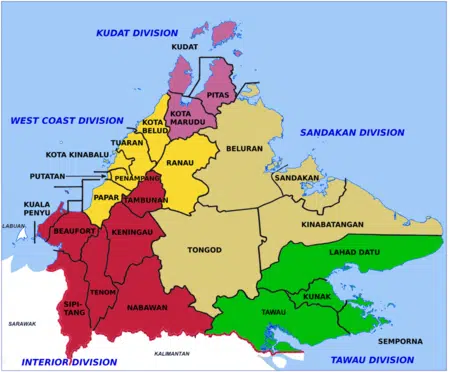 KUDAT DIVISION
KUDAT
PITAS
KOTA
MARUDU
WEST COAST DIVISION
KOTA
BELUD
SANDAKAN DIVISION
TUARAN
BELURAN
KOTA KINABALU
RANAU
PUTATAN
PENAMPANG
SANDAKAN
PAPAR
TAMBUNAN
KUALA
PENYU
LABUAN
BEAUFORT
KENINGAU
KINABATANGAN
TONGOD
LAHAD DATU
TENOM
KUNAK
SIPI-
TANG
NABAWAN
TAWAU
SARAWAK
SEMPORNA
KALIMANTAN
INTERIOR DIVISION
TAWAU DIVISION